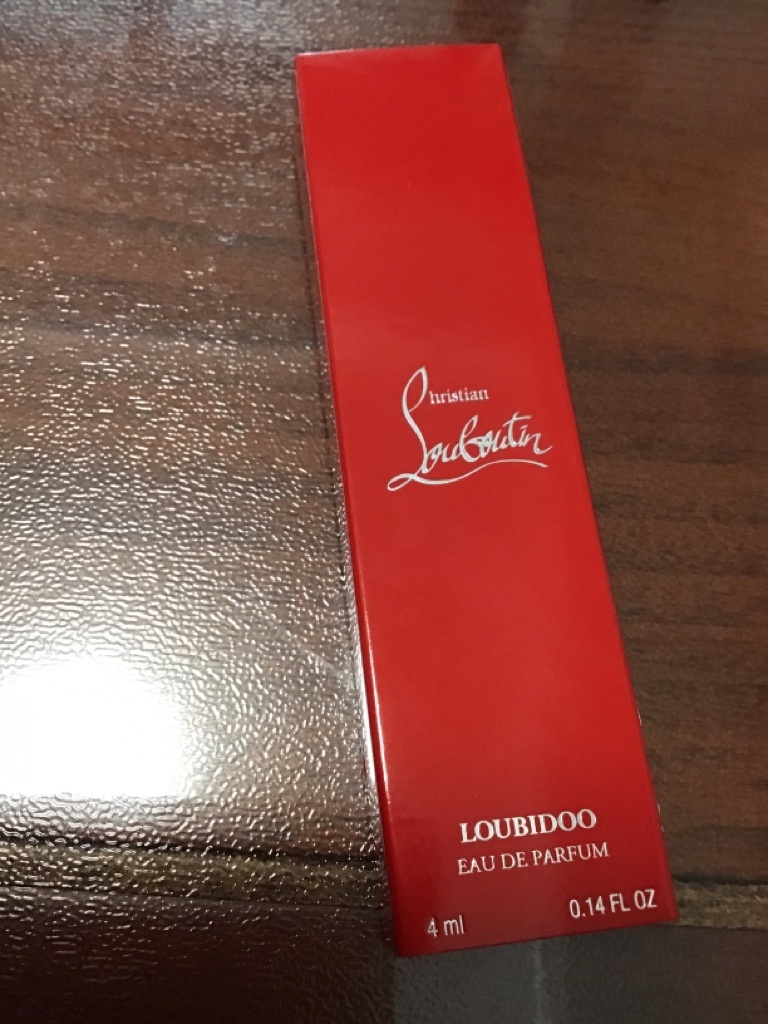 Christian
Louboutin
LOUBIDOO
EAU DE PARFUM
4 ml
0.14 FL OZ